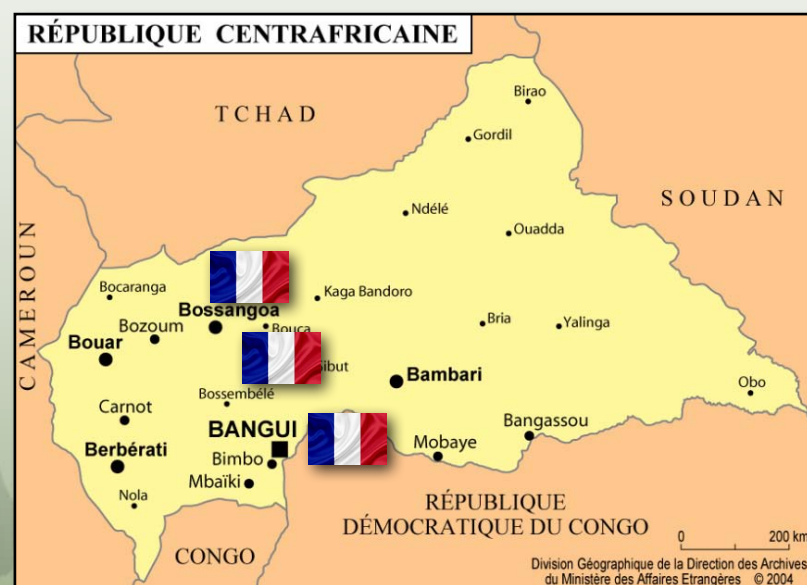 RÉPUBLIQUE CENTRAFRICAINE
TCHAD
Birao
Gordil
SOUDAN
Ndélé
Ouadda
CAMEROUN
Bocaranga
Kaga Bandoro
Bossangoa
Bozoum
Bouca
Bria
Yalinga
Bouar
Sibut
Bambari
Obo
Bossembélé
Carnot
BANGUI
Bangassou
Berbérati
Bimbo
Mobaye
Mbaïki
Nola
RÉPUBLIQUE
DÉMOCRATIQUE DU CONGO
0 200 km
CONGO
Division Géographique de la Direction des Archives
du Ministère des Affaires Etrangères © 2004